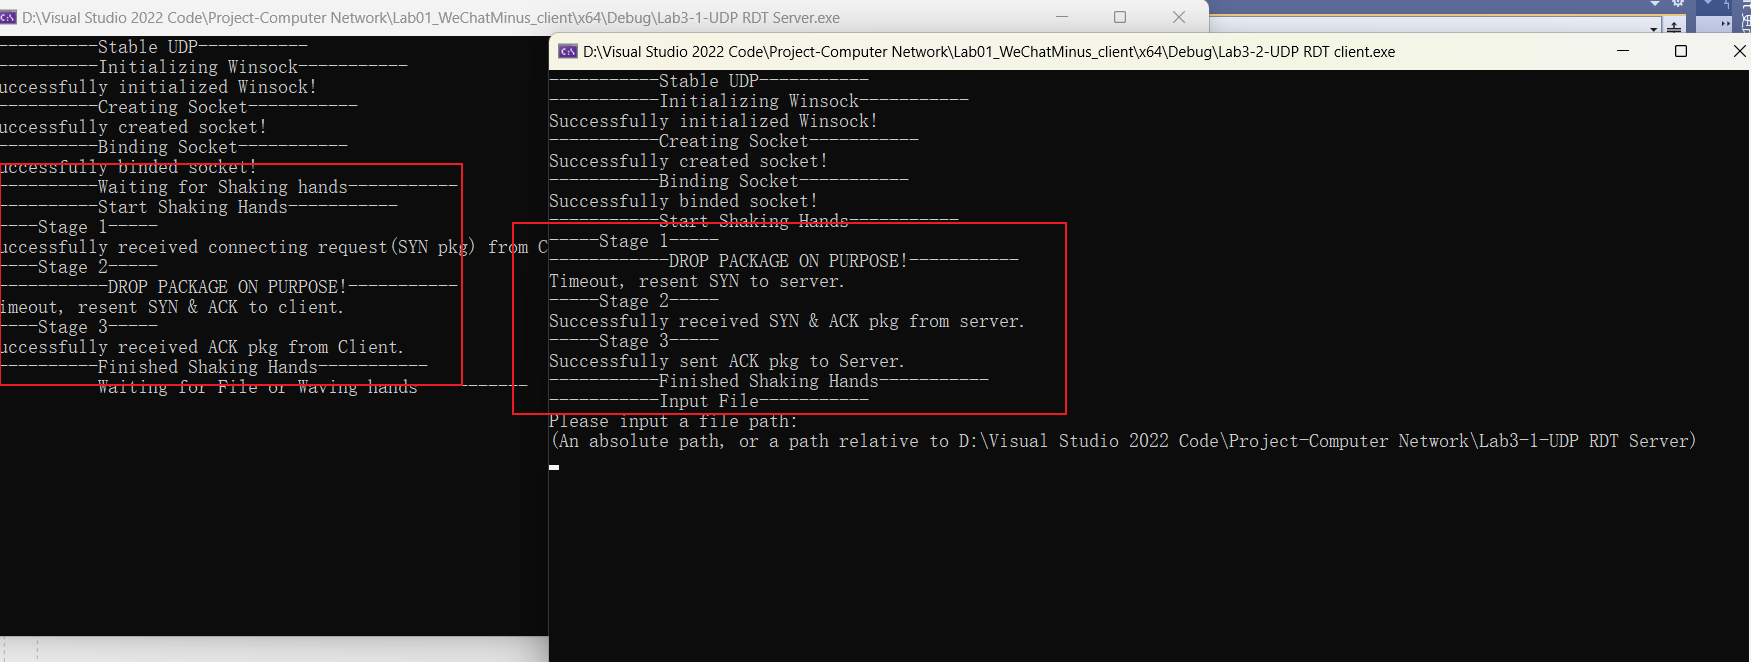 D:\Visual Studio 2022 Code\Project-Computer Network\Lab01_WeChatMinus_client\x64\Debug\Lab3-1-UDP RDT Server.exe
----------Stable UDP-----------
----------Initializing Winsock-----------
uccessfully initialized Winsock!
----------Creating Socket-----------
uccessfully created socket!
----------Binding Socket-----------
uccessfully binded socket!
----------Waiting for Shaking hands-----------
----------Start Shaking Hands-----------
----Stage 1-----
uccessfully received connecting request(SYN pkg) from C
----Stage 2-----
-----------DROP PACKAGE ON PURPOSE!-----------
imeout, resent SYN & ACK to client.
----Stage 3-----
uccessfully received ACK pkg from Client.
----------Finished Shaking Hands-----------
Waiting for File or Waving hands-----------
D:\Visual Studio 2022 Code\Project-Computer Network\Lab01_WeChatMinus_client\x64\Debug\Lab3-2-UDP RDT client.exe
-----------Stable UDP-----------
-----------Initializing Winsock-----------
Successfully initialized Winsock!
-----------Creating Socket-----------
Successfully created socket!
-----------Binding Socket-----------
Successfully binded socket!
-----------Start Shaking Hands-----------
-----Stage 1-----
------------DROP PACKAGE ON PURPOSE!-----------
Timeout, resent SYN to server.
-----Stage 2-----
Successfully received SYN & ACK pkg from server.
-----Stage 3-----
Successfully sent ACK pkg to Server.
-----------Finished Shaking Hands-----------
-----------Input File-----------
Please input a file path:
(An absolute path, or a path relative to D:\Visual Studio 2022 Code\Project-Computer Network\Lab3-1-UDP RDT Server)